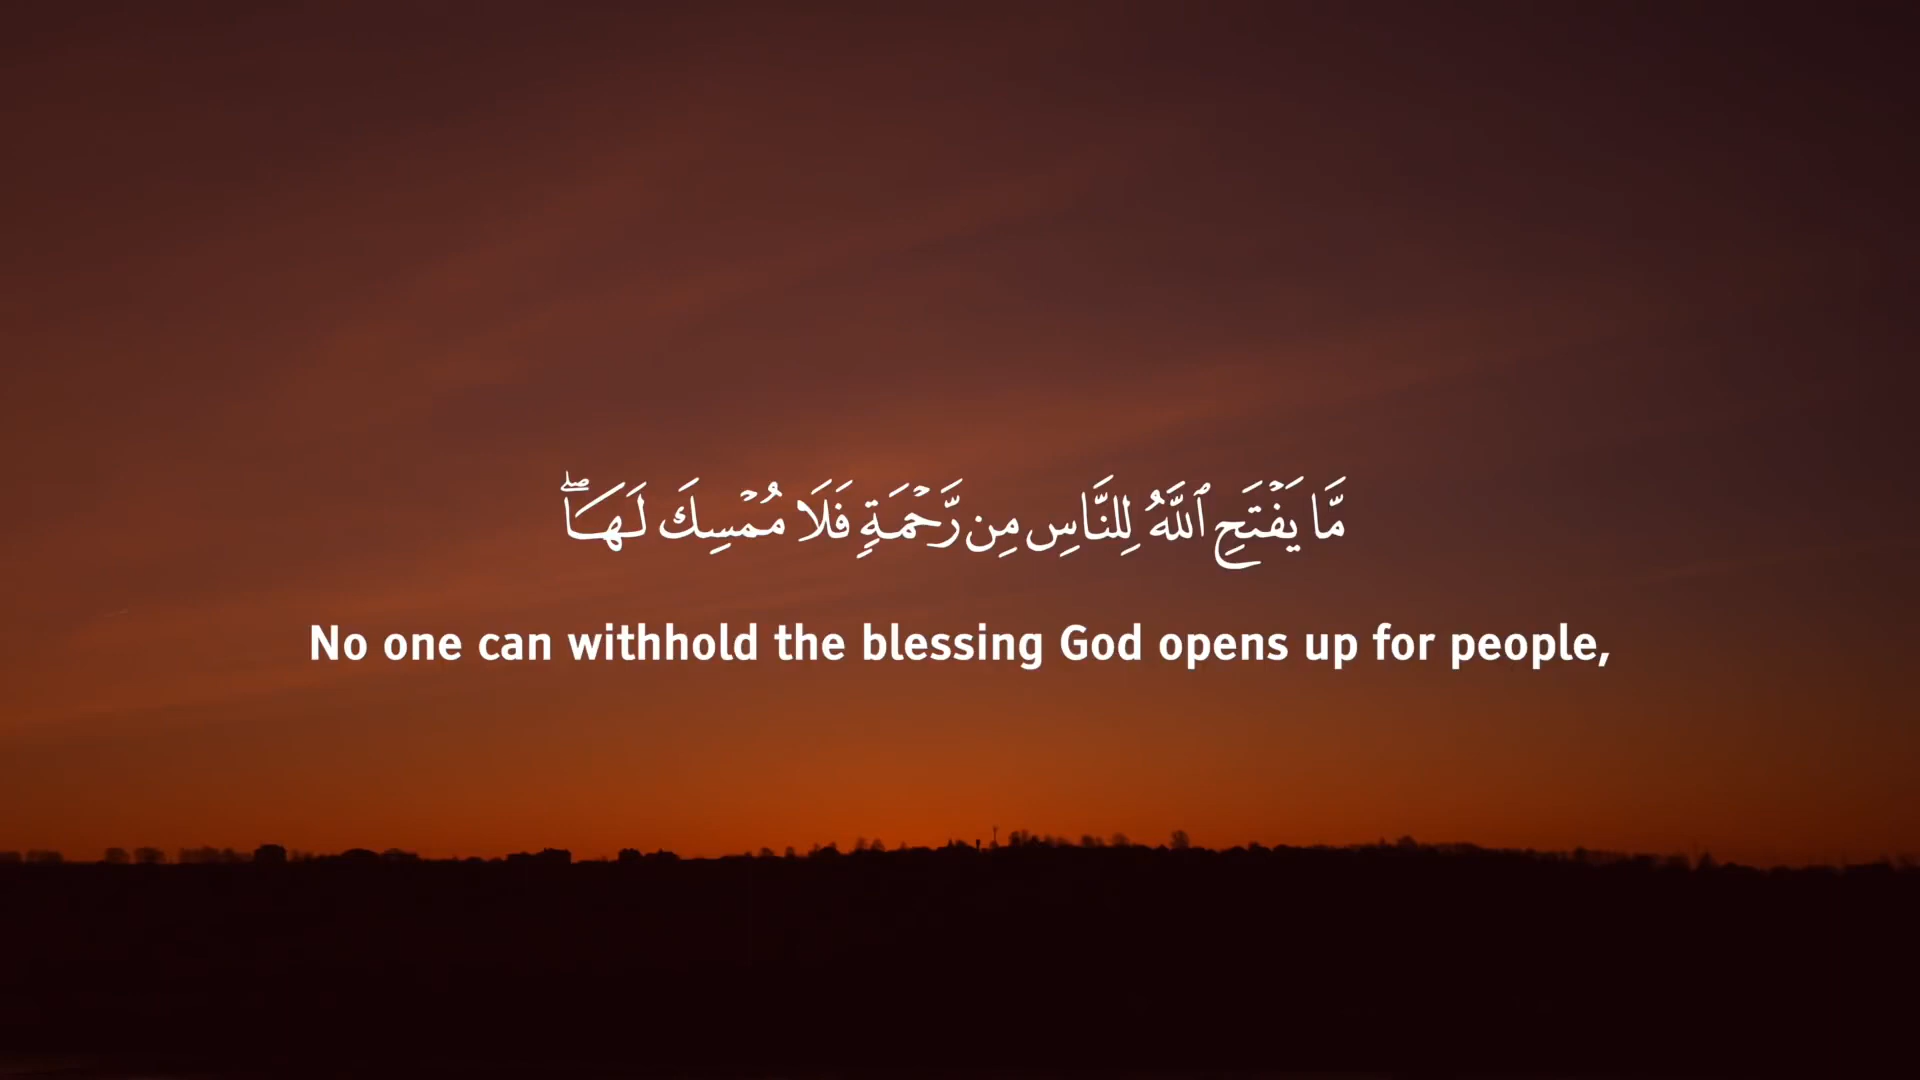 مَّا يَفْتَحِ ٱللَّهُ لِلنَّاسِ مِن رَّحْمَةٍ فَلَا مُمْسِكَ لَهَا ۖ
No one can withhold the blessing God opens up for people,